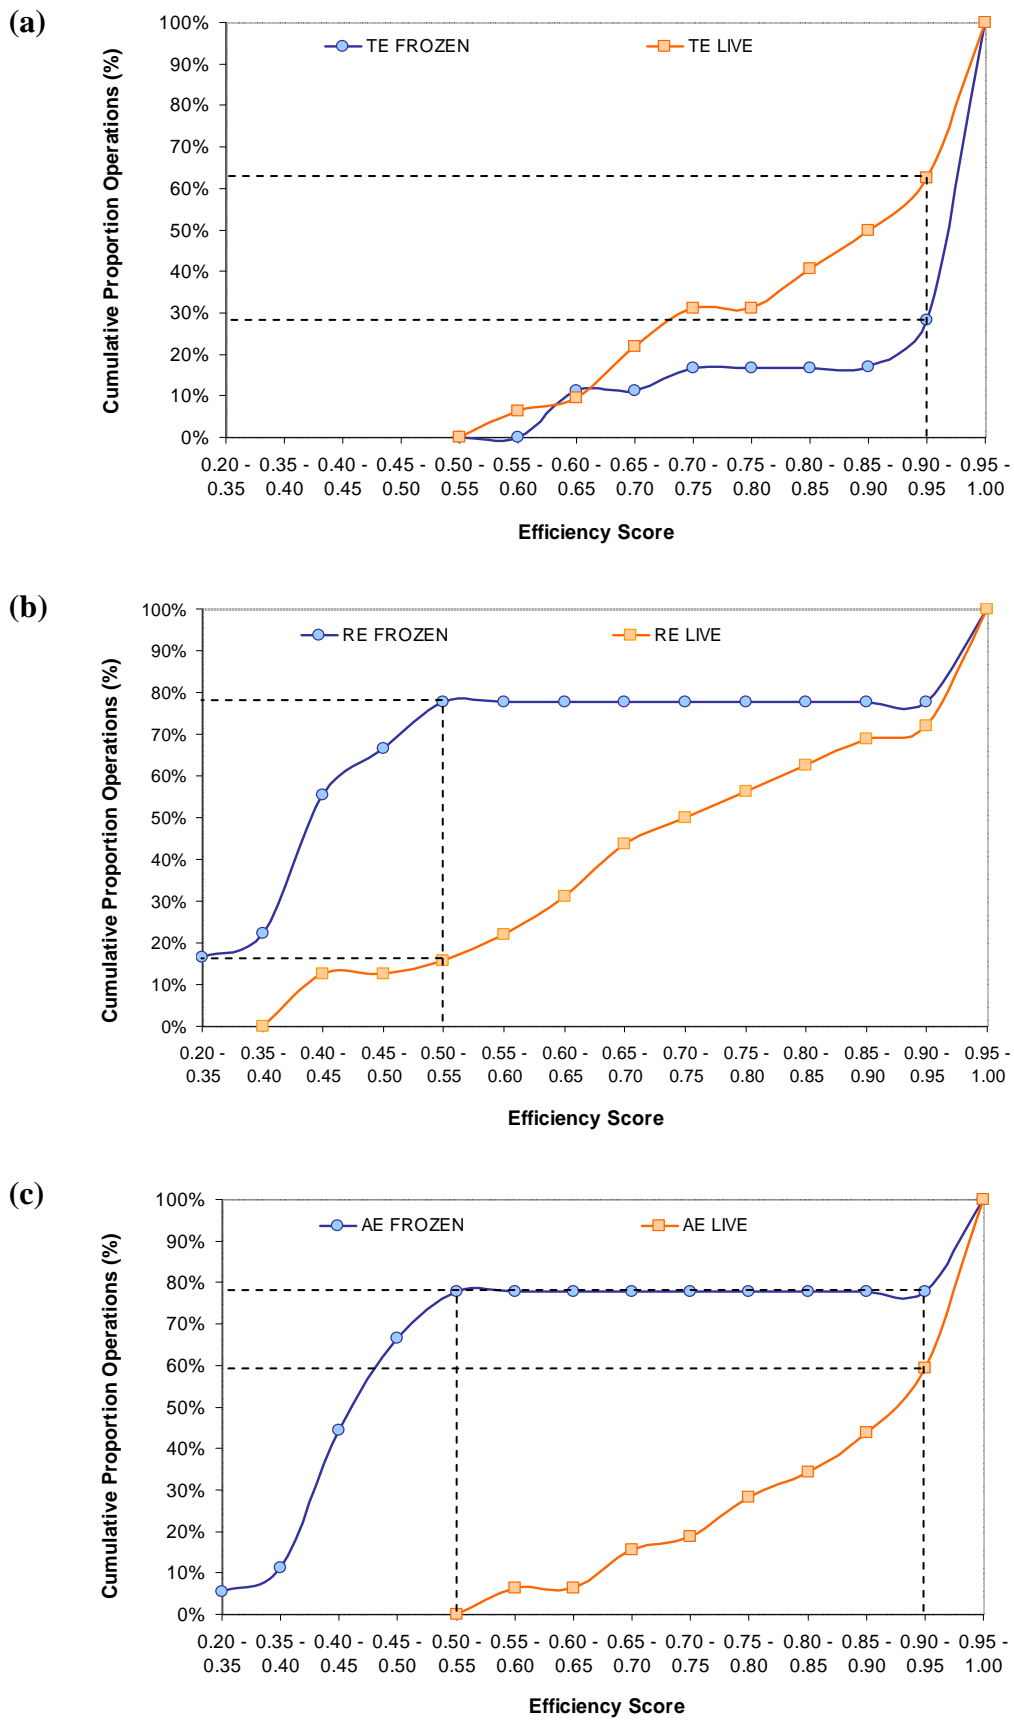 (a)
TE FROZEN TE LIVE
Cumulative Proportion Operations (%)
100%
90%
80%
70%
60%
50%
40%
30%
20%
10%
0%
0.20 - 0.35 - 0.40 - 0.45 - 0.50 - 0.55 - 0.60 - 0.65 - 0.70 - 0.75 - 0.80 - 0.85 - 0.90 - 0.95 -
0.35 0.40 0.45 0.50 0.55 0.60 0.65 0.70 0.75 0.80 0.85 0.90 0.95 1.00
Efficiency Score
(b)
RE FROZEN RE LIVE
Cumulative Proportion Operations (%)
100%
90%
80%
70%
60%
50%
40%
30%
20%
10%
0%
0.20 - 0.35 - 0.40 - 0.45 - 0.50 - 0.55 - 0.60 - 0.65 - 0.70 - 0.75 - 0.80 - 0.85 - 0.90 - 0.95 -
0.35 0.40 0.45 0.50 0.55 0.60 0.65 0.70 0.75 0.80 0.85 0.90 0.95 1.00
Efficiency Score
(c)
AE FROZEN AE LIVE
Cumulative Proportion Operations (%)
100%
90%
80%
70%
60%
50%
40%
30%
20%
10%
0%
0.20 - 0.35 - 0.40 - 0.45 - 0.50 - 0.55 - 0.60 - 0.65 - 0.70 - 0.75 - 0.80 - 0.85 - 0.90 - 0.95 -
0.35 0.40 0.45 0.50 0.55 0.60 0.65 0.70 0.75 0.80 0.85 0.90 0.95 1.00
Efficiency Score